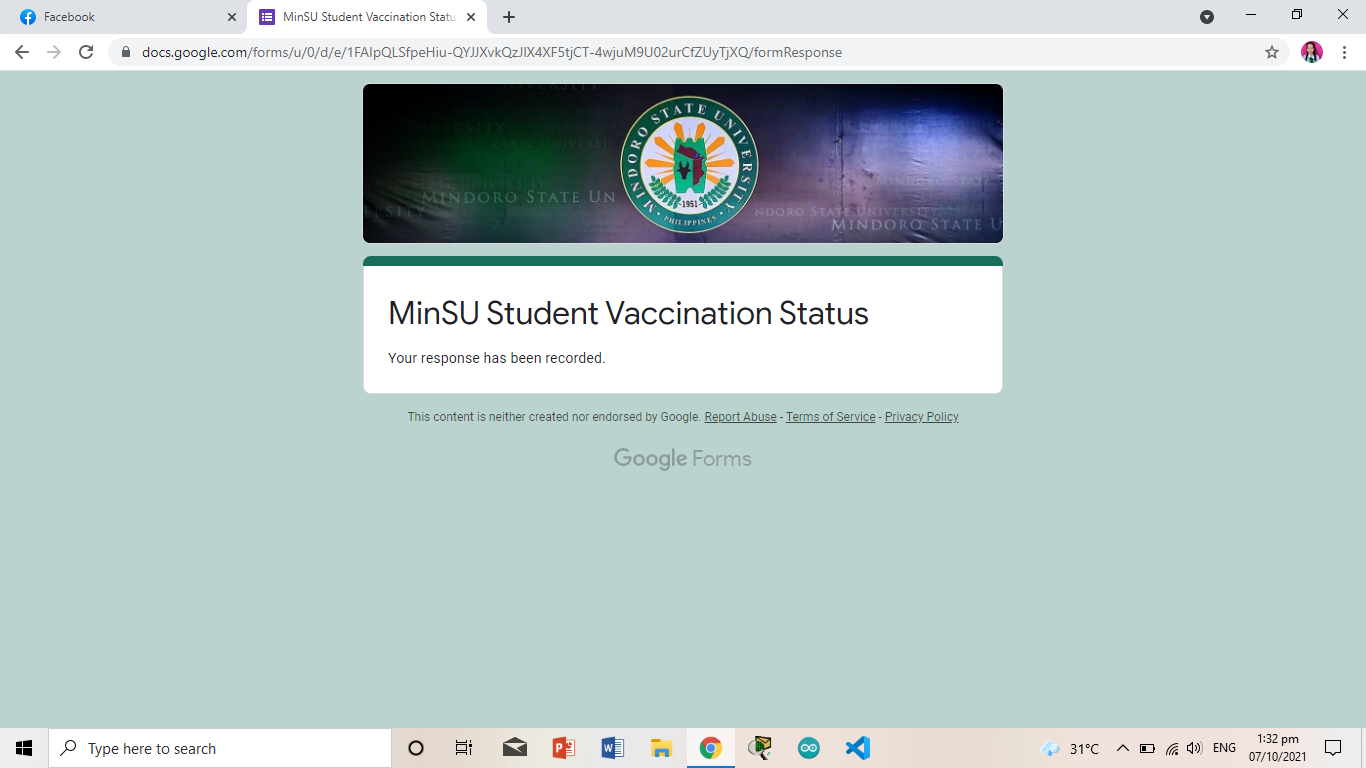 Facebook
MinSU Student Vaccination Statu
docs.google.com/forms/u/0/d/e/1FAIpQLSfpeHiu-QYJJXvkQzJIX4XF5tjCT-4wjuM9U02urCfZUyTjXQ/formResponse
MINDORO STATE UNIVERSITY
1951
PHILIPPINES
MINDORO STATE UN
NDORO STATE UNIVERSITY
MINDORO STATE U
MinSU Student Vaccination Status
Your response has been recorded.
This content is neither created nor endorsed by Google. Report Abuse - Terms of Service - Privacy Policy
Google Forms
Type here to search
31°C
ENG
1:32 pm
07/10/2021